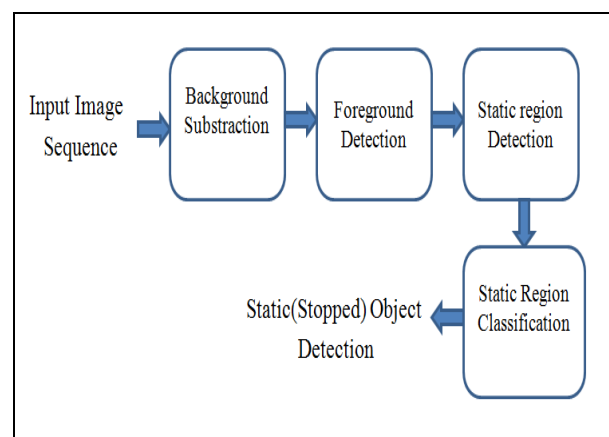 Input Image
Sequence
Background
Substraction
Foreground
Detection
Static region
Detection
Static Region
Classification
Static(Stopped) Object
Detection